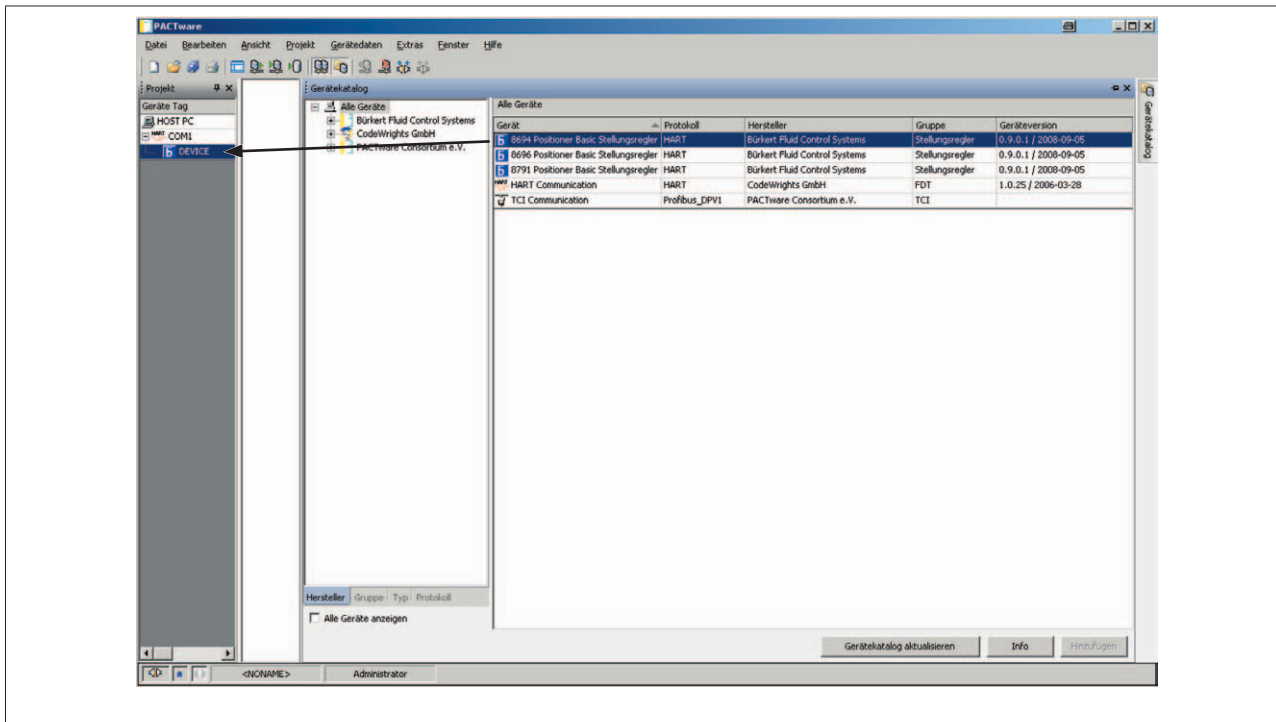 PACTware
Datei Bearbeiten Ansicht Projekt Gerätedaten Extras Fenster Hilfe
Projekt
Geräte Tag
HOST PC
HART COM1
DEVICE
Gerätekatalog
Alle Geräte
Bürkert Fluid Control Systems
CodeWrights GmbH
PACTware Consortium e.V.
Alle Geräte
Gerät Protokoll Hersteller Gruppe Geräteversion
8694 Positioner Basic Stellungsregler HART Bürkert Fluid Control Systems Stellungsregler 0.9.0.1 / 2008-09-05
8696 Positioner Basic Stellungsregler HART Bürkert Fluid Control Systems Stellungsregler 0.9.0.1 / 2008-09-05
8791 Positioner Basic Stellungsregler HART Bürkert Fluid Control Systems Stellungsregler 0.9.0.1 / 2008-09-05
HART HART Communication HART CodeWrights GmbH FDT 1.0.25 / 2006-03-28
TCI Communication Profibus_DPV1 PACTware Consortium e.V. TCI
Gerätekatalog
Hersteller Gruppe Typ Protokoll
Alle Geräte anzeigen
Gerätekatalog aktualisieren Info Hinzufügen
<NONAME> Administrator